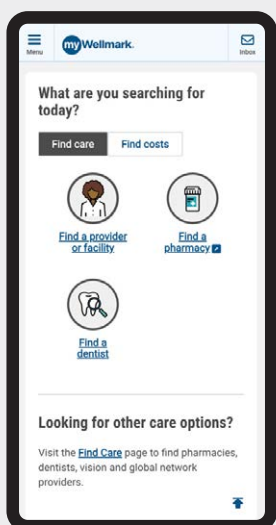 Menu
myWellmark.
Inbox
What are you searching for
today?
Find care
Find costs
Find a provider
or facility
Find a
pharmacy
Find a
dentist
Looking for other care options?
Visit the Find Care page to find pharmacies,
dentists, vision and global network
providers.